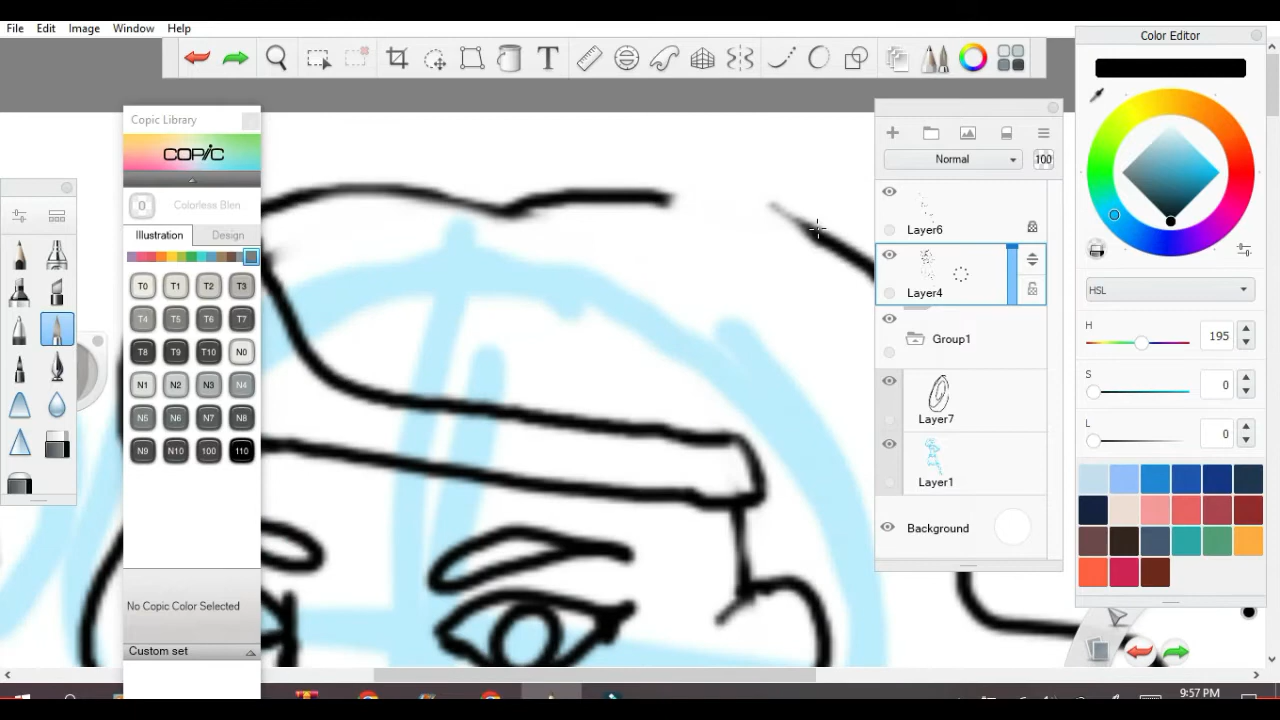 File Edit Image Window Help
T
Color Editor
Copic Library
COPIC
0 Colorless Blen
Illustration Design
T0 T1 T2 T3
T4 T5 T6 T7
T8 T9 T10 N0
N1 N2 N3 N4
N5 N6 N7 N8
N9 N10 100 110
No Copic Color Selected
Custom set
Normal 100
Layer6
Layer4
Group1
Layer7
Layer1
Background
HSL
H 195
S 0
L 0
9:57 PM